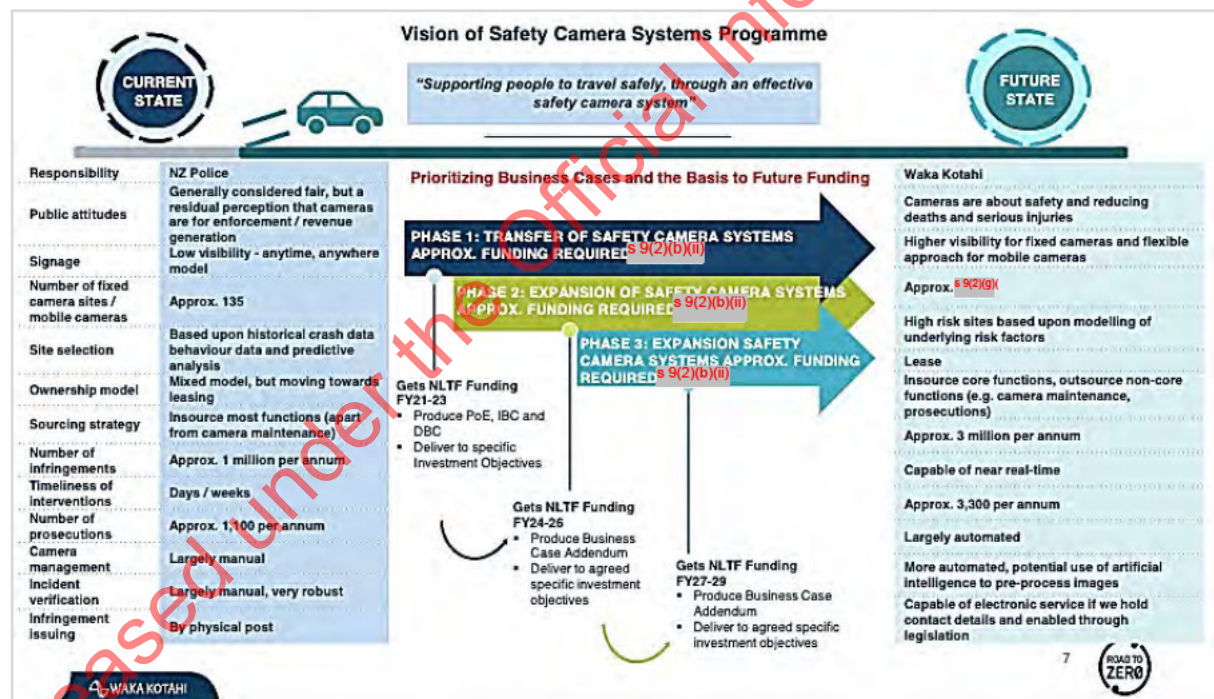 Vision of Safety Camera Systems Programme
CURRENT
STATE
"Supporting people to travel safely, through an effective
safety camera system"
FUTURE
STATE
Responsibility
NZ Police
Public attitudes
Generally considered fair, but a
residual perception that cameras
are for enforcement / revenue
generation
Signage
Low visibility - anytime, anywhere
model
Number of fixed
camera sites /
mobile cameras
Approx. 135
Site selection
Based upon historical crash data
behaviour data and predictive
analysis
Ownership model
Mixed model, but moving towards
leasing
Sourcing strategy
Insource most functions (apart
from camera maintenance)
Number of
infringements
Approx. 1 million per annum
Timeliness of
interventions
Days / weeks
Number of
prosecutions
Approx. 1,100 per annum
Camera
management
Largely manual
Incident
verification
Largely manual, very robust
Infringement
issuing
By physical post
Prioritizing Business Cases and the Basis to Future Funding
PHASE 1: TRANSFER OF SAFETY CAMERA SYSTEMS
APPROX. FUNDING REQUIRED s 9(2)(b)(ii)
PHASE 2: EXPANSION OF SAFETY CAMERA SYSTEMS
APPROX. FUNDING REQUIRED s 9(2)(b)(ii)
PHASE 3: EXPANSION SAFETY
CAMERA SYSTEMS APPROX. FUNDING
REQUIRED s 9(2)(b)(ii)
Gets NLTF Funding
FY21-23
▪ Produce PoE, IBC and
DBC
▪ Deliver to specific
Investment Objectives
Gets NLTF Funding
FY24-26
▪ Produce Business
Case Addendum
▪ Deliver to agreed
specific investment
objectives
Gets NLTF Funding
FY27-29
▪ Produce Business Case
Addendum
▪ Deliver to agreed specific
investment objectives
Waka Kotahi
Cameras are about safety and reducing
deaths and serious injuries
Higher visibility for fixed cameras and flexible
approach for mobile cameras
Approx. s 9(2)(g)(
High risk sites based upon modelling of
underlying risk factors
Lease
Insource core functions, outsource non-core
functions (e.g. camera maintenance,
prosecutions)
Approx. 3 million per annum
Capable of near real-time
Approx. 3,300 per annum
Largely automated
More automated, potential use of artificial
intelligence to pre-process images
Capable of electronic service if we hold
contact details and enabled through
legislation
7
ROAD TO
ZERO
WAKA KOTAHI
eased under the Official Inf